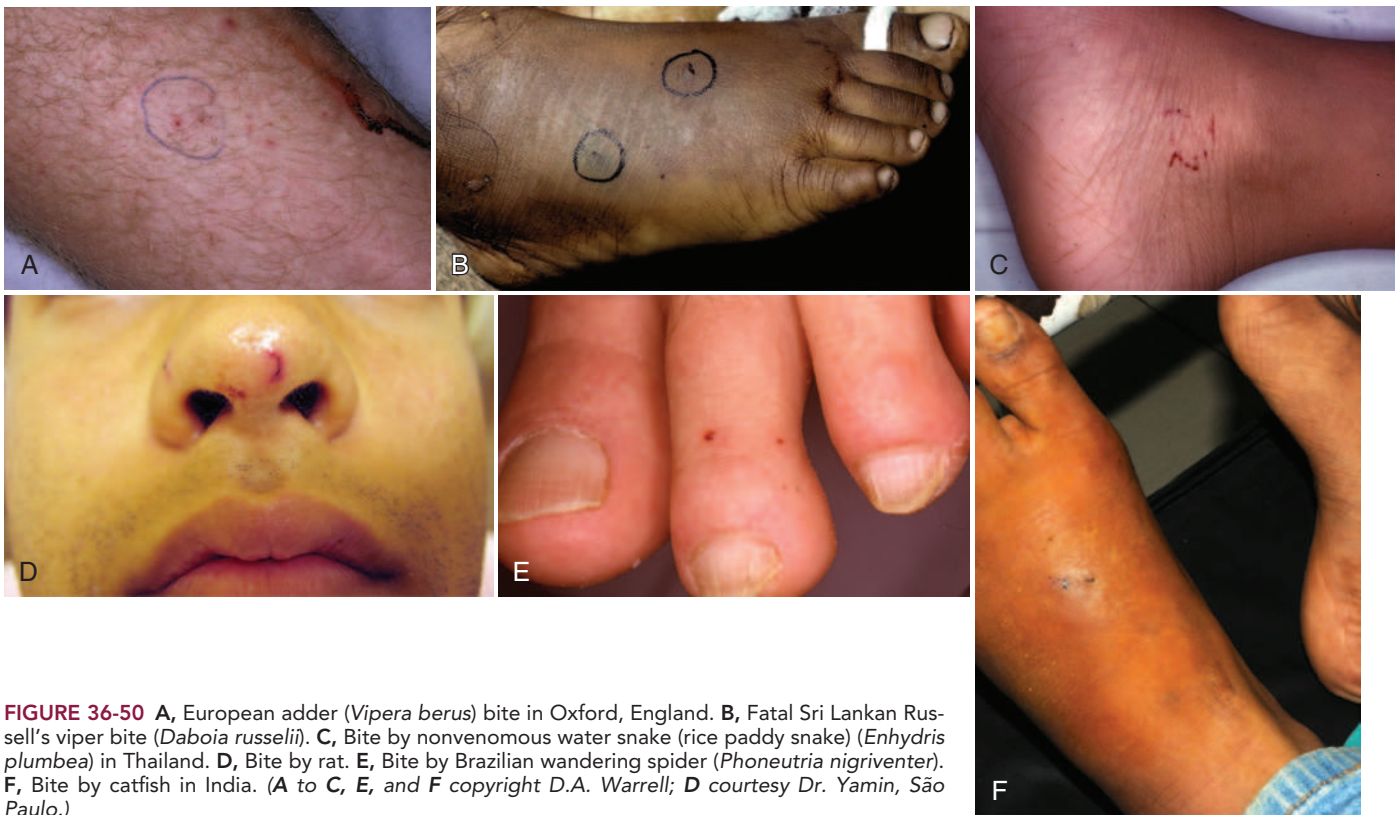 A
B
C
D
E
F
FIGURE 36-50 A, European adder (Vipera berus) bite in Oxford, England. B, Fatal Sri Lankan Rus-
sell's viper bite (Daboia russelii). C, Bite by nonvenomous water snake (rice paddy snake) (Enhydris
plumbea) in Thailand. D, Bite by rat. E, Bite by Brazilian wandering spider (Phoneutria nigriventer).
F, Bite by catfish in India. (A to C, E, and F copyright D.A. Warrell; D courtesy Dr. Yamin, São
Paulo.)